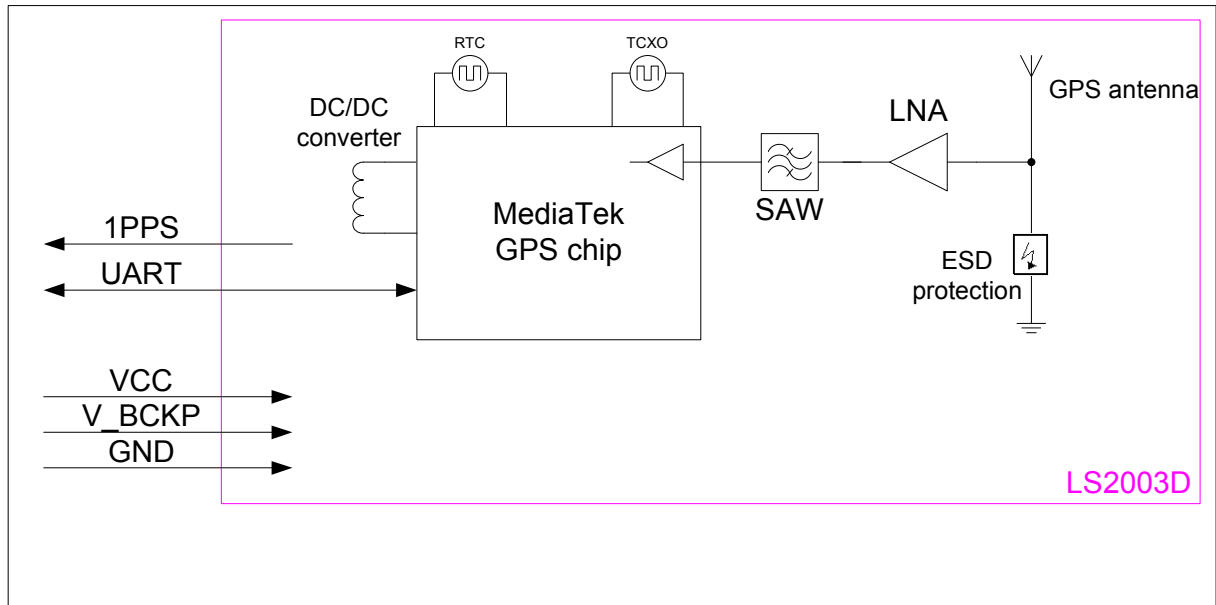 RTC
TCXO
DC/DC
converter
GPS antenna
LNA
SAW
MediaTek
GPS chip
1PPS
UART
ESD
protection
VCC
V_BCKP
GND
LS2003D